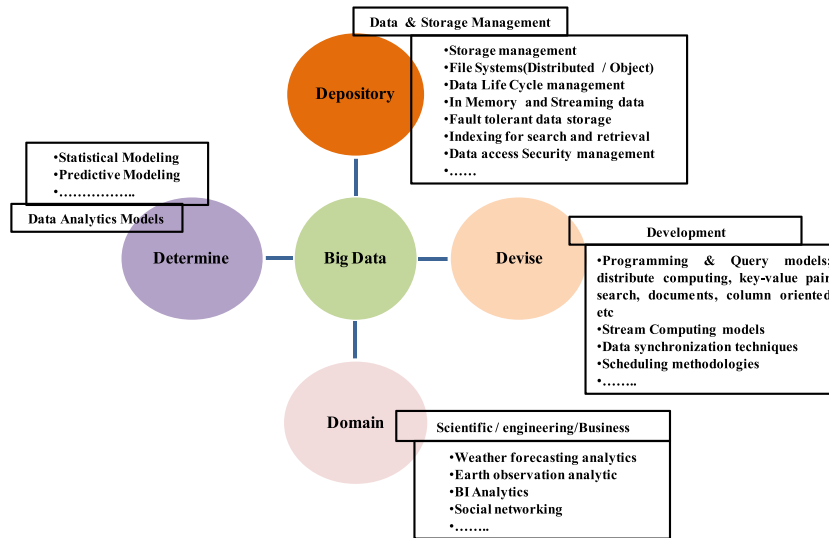 Data & Storage Management
•Storage management
•File Systems(Distributed / Object)
•Data Life Cycle management
•In Memory and Streaming data
•Fault tolerant data storage
•Indexing for search and retrieval
•Data access Security management
•......
Depository
•Statistical Modeling
•Predictive Modeling
•……………..
Data Analytics Models
Determine
Big Data
Devise
Development
•Programming & Query models;
distribute computing, key-value pair
search, documents, column oriented
etc
•Stream Computing models
•Data synchronization techniques
•Scheduling methodologies
•……..
Domain
Scientific / engineering/Business
•Weather forecasting analytics
•Earth observation analytic
•BI Analytics
•Social networking
•……..